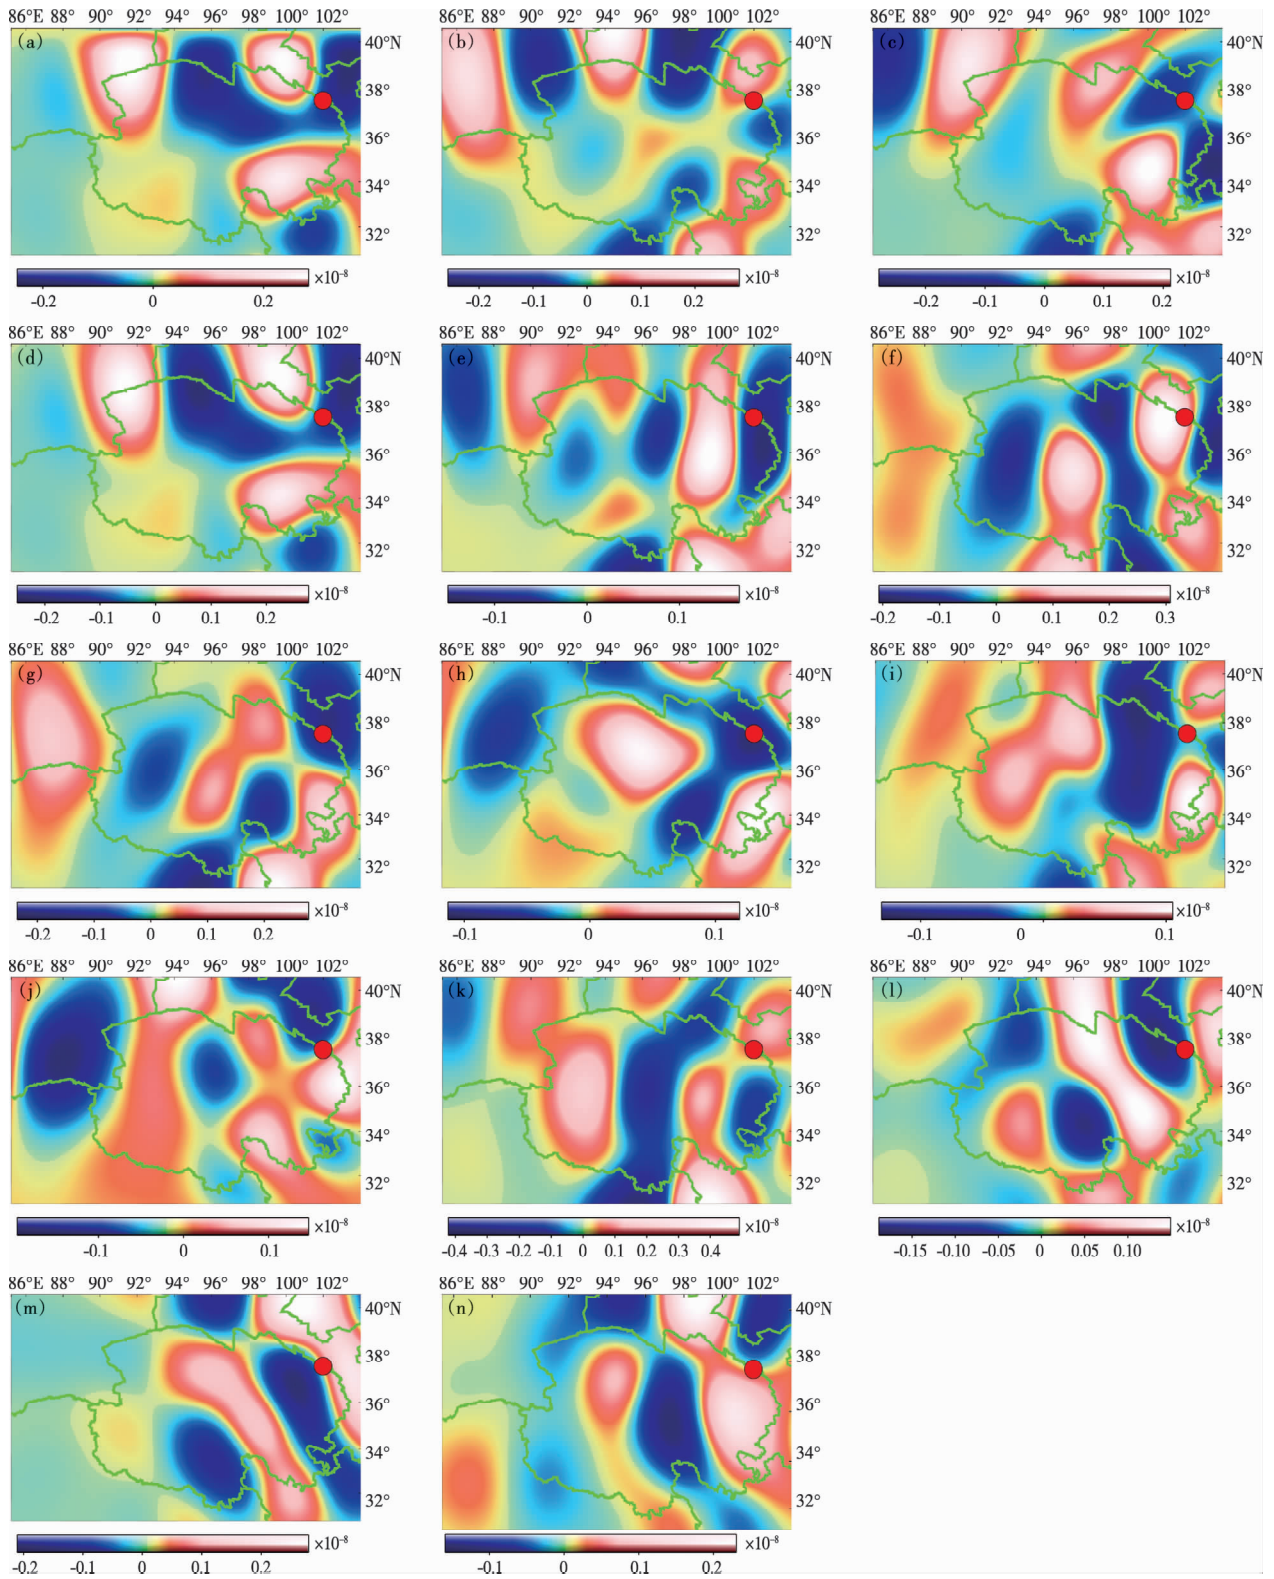 86°E 88° 90° 92° 94° 96° 98° 100° 102° 86°E 88° 90° 92° 94° 96° 98° 100° 102° 86°E 88° 90° 92° 94° 96° 98° 100° 102°
(a) 40°N (b) 40°N (c) 40°N
38° 38° 38°
36° 36° 36°
34° 34° 34°
32° 32° 32°
×10⁻⁸ ×10⁻⁸ ×10⁻⁸
-0.2 0 0.2 -0.2 -0.1 0 0.1 0.2 -0.2 -0.1 0 0.1 0.2
86°E 88° 90° 92° 94° 96° 98° 100° 102° 86°E 88° 90° 92° 94° 96° 98° 100° 102° 86°E 88° 90° 92° 94° 96° 98° 100° 102°
(d) 40°N (e) 40°N (f) 40°N
38° 38° 38°
36° 36° 36°
34° 34° 34°
32° 32° 32°
×10⁻⁸ ×10⁻⁸ ×10⁻⁸
-0.2 -0.1 0 0.1 0.2 -0.1 0 0.1 -0.2 -0.1 0 0.1 0.2 0.3
86°E 88° 90° 92° 94° 96° 98° 100° 102° 86°E 88° 90° 92° 94° 96° 98° 100° 102° 86°E 88° 90° 92° 94° 96° 98° 100° 102°
(g) 40°N (h) 40°N (i) 40°N
38° 38° 38°
36° 36° 36°
34° 34° 34°
32° 32° 32°
×10⁻⁸ ×10⁻⁸ ×10⁻⁸
-0.2 -0.1 0 0.1 0.2 -0.1 0 0.1 -0.1 0 0.1
86°E 88° 90° 92° 94° 96° 98° 100° 102° 86°E 88° 90° 92° 94° 96° 98° 100° 102° 86°E 88° 90° 92° 94° 96° 98° 100° 102°
(j) 40°N (k) 40°N (l) 40°N
38° 38° 38°
36° 36° 36°
34° 34° 34°
32° 32° 32°
×10⁻⁸ ×10⁻⁸ ×10⁻⁸
-0.1 0 0.1 -0.4 -0.3 -0.2 -0.1 0 0.1 0.2 0.3 0.4 -0.15 -0.10 -0.05 0 0.05 0.10
86°E 88° 90° 92° 94° 96° 98° 100° 102° 86°E 88° 90° 92° 94° 96° 98° 100° 102°
(m) 40°N (n) 40°N
38° 38°
36° 36°
34° 34°
32° 32°
×10⁻⁸ ×10⁻⁸
-0.2 -0.1 0 0.1 0.2 -0.1 0 0.1 0.2